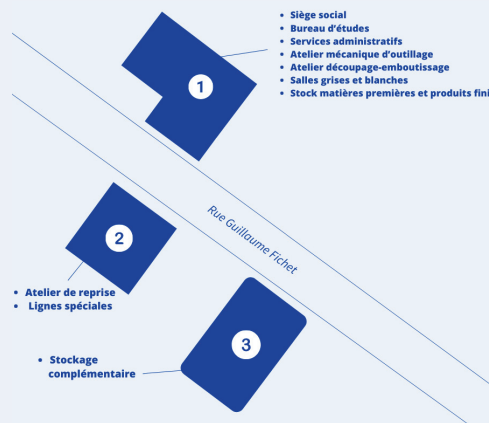 • Siège social
• Bureau d'études
• Services administratifs
• Atelier mécanique d'outillage
• Atelier découpage-emboutissage
• Salles grises et blanches
• Stock matières premières et produits fini
1
Rue Guillaume Fichet
2
• Atelier de reprise
• Lignes spéciales
3
• Stockage
complémentaire